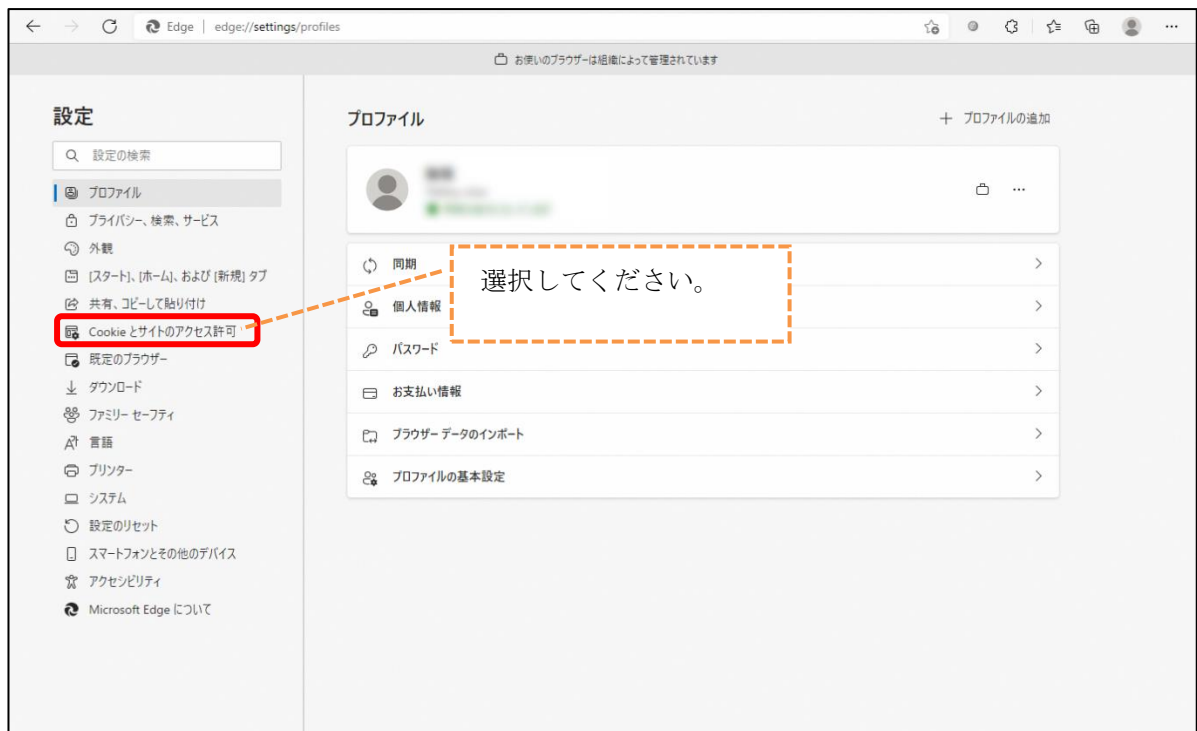 Edge | edge://settings/profiles
お使いのブラウザーは組織によって管理されています
設定
設定の検索
プロファイル
プライバシー、検索、サービス
外観
[スタート]、[ホーム]、および [新規] タブ
共有、コピーして貼り付け
Cookie とサイトのアクセス許可
既定のブラウザー
ダウンロード
ファミリー セーフティ
言語
プリンター
システム
設定のリセット
スマートフォンとその他のデバイス
アクセシビリティ
Microsoft Edge について
プロファイル
プロファイルの追加
同期
個人情報
パスワード
お支払い情報
ブラウザー データのインポート
プロファイルの基本設定
選択してください。